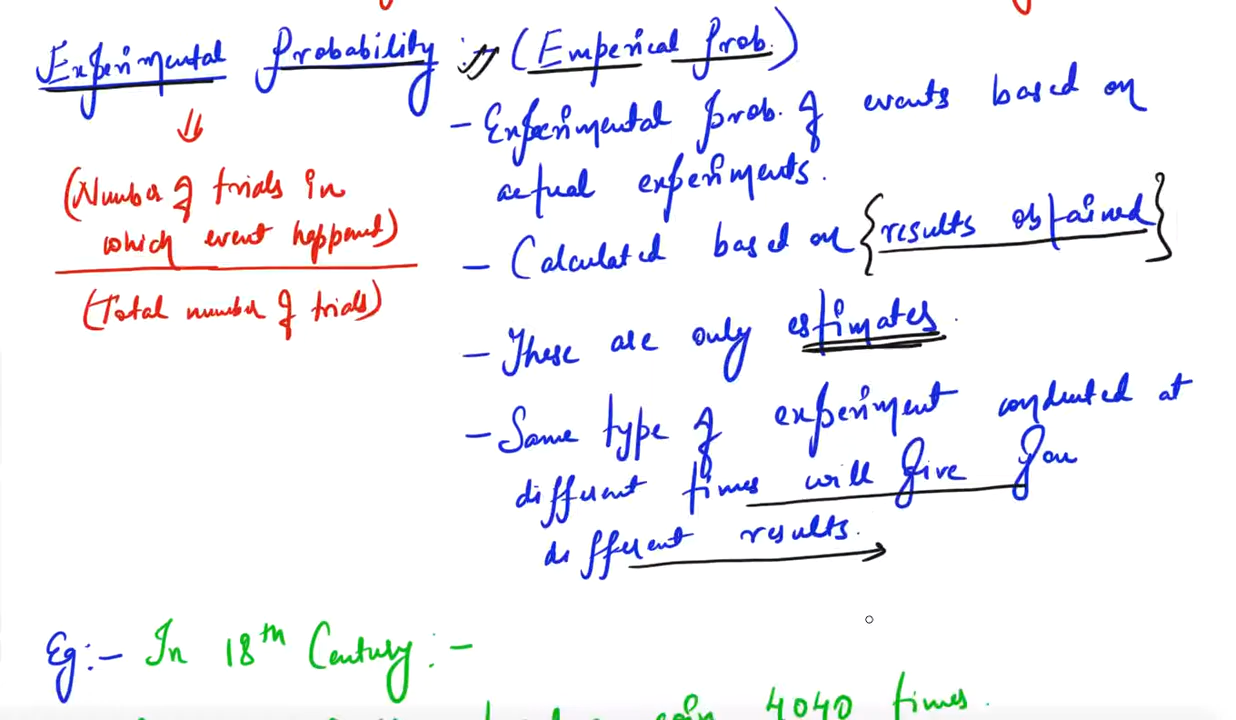 Experimental Probability :- (Emperical Prob.)
- Experimental prob. of events based on
actual experiments.
- Calculated based on {results obtained}
- These are only estimates.
- Same type of experiment conducted at
different times will give you
different results.
(Number of trials in
which event happened)
(Total number of trials)
Eg:- In 18th Century:-
coin 4040 times.